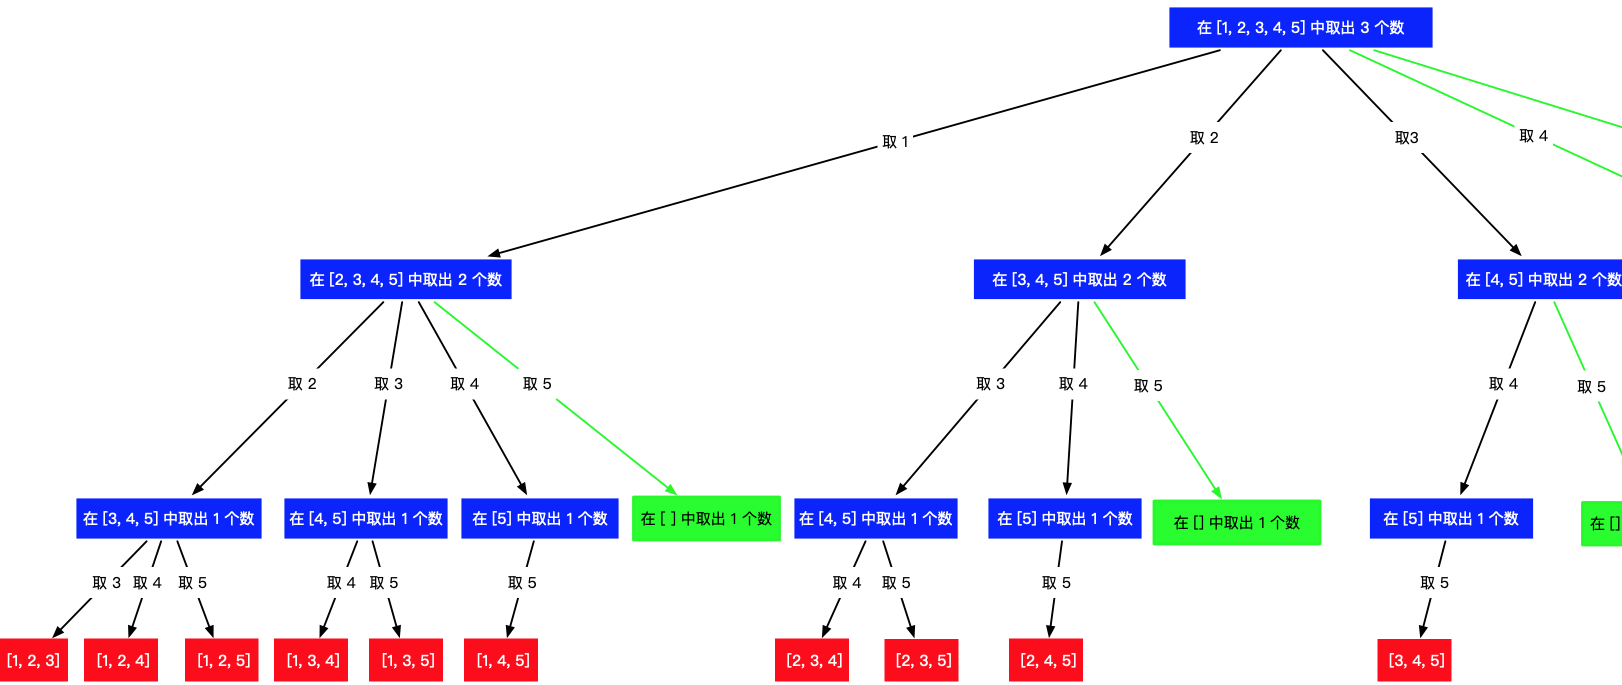 在 [1, 2, 3, 4, 5] 中取出 3 个数
取 1
取 2
取3
取 4
在 [2, 3, 4, 5] 中取出 2 个数
在 [3, 4, 5] 中取出 2 个数
在 [4, 5] 中取出 2 个数
取 2
取 3
取 4
取 5
取 3
取 4
取 5
取 4
取 5
在 [3, 4, 5] 中取出 1 个数
在 [4, 5] 中取出 1 个数
在 [5] 中取出 1 个数
在 [ ] 中取出 1 个数
在 [4, 5] 中取出 1 个数
在 [5] 中取出 1 个数
在 [] 中取出 1 个数
在 [5] 中取出 1 个数
在 []
取 3
取 4
取 5
取 4
取 5
取 5
取 4
取 5
取 5
取 5
[1, 2, 3]
[1, 2, 4]
[1, 2, 5]
[1, 3, 4]
[1, 3, 5]
[1, 4, 5]
[2, 3, 4]
[2, 3, 5]
[2, 4, 5]
[3, 4, 5]